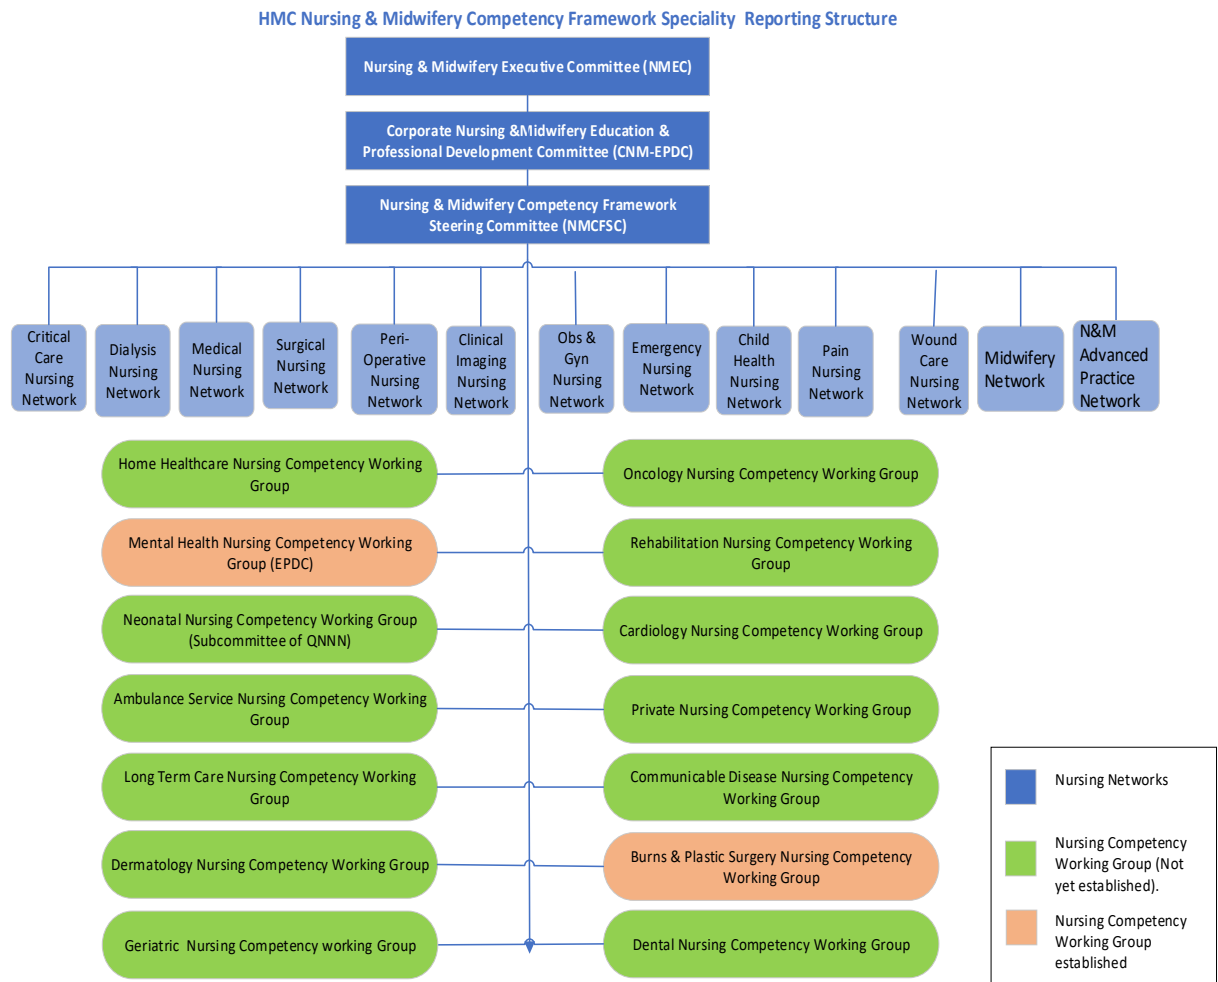 HMC Nursing & Midwifery Competency Framework Speciality Reporting Structure
Nursing & Midwifery Executive Committee (NMEC)
Corporate Nursing &Midwifery Education &
Professional Development Committee (CNM-EPDC)
Nursing & Midwifery Competency Framework
Steering Committee (NMCFSC)
Critical
Care
Nursing
Network
Dialysis
Nursing
Network
Medical
Nursing
Network
Surgical
Nursing
Network
Peri-
Operative
Nursing
Network
Clinical
Imaging
Nursing
Network
Obs &
Gyn
Nursing
Network
Emergency
Nursing
Network
Child
Health
Nursing
Network
Pain
Nursing
Network
Wound
Care
Nursing
Network
Midwifery
Network
N&M
Advanced
Practice
Network
Home Healthcare Nursing Competency Working
Group
Oncology Nursing Competency Working Group
Mental Health Nursing Competency Working
Group (EPDC)
Rehabilitation Nursing Competency Working
Group
Neonatal Nursing Competency Working Group
(Subcommittee of QNNN)
Cardiology Nursing Competency Working Group
Ambulance Service Nursing Competency Working
Group
Private Nursing Competency Working Group
Long Term Care Nursing Competency Working
Group
Communicable Disease Nursing Competency
Working Group
Dermatology Nursing Competency Working Group
Burns & Plastic Surgery Nursing Competency
Working Group
Geriatric Nursing Competency working Group
Dental Nursing Competency Working Group
Nursing Networks
Nursing Competency
Working Group (Not
yet established).
Nursing Competency
Working Group
established